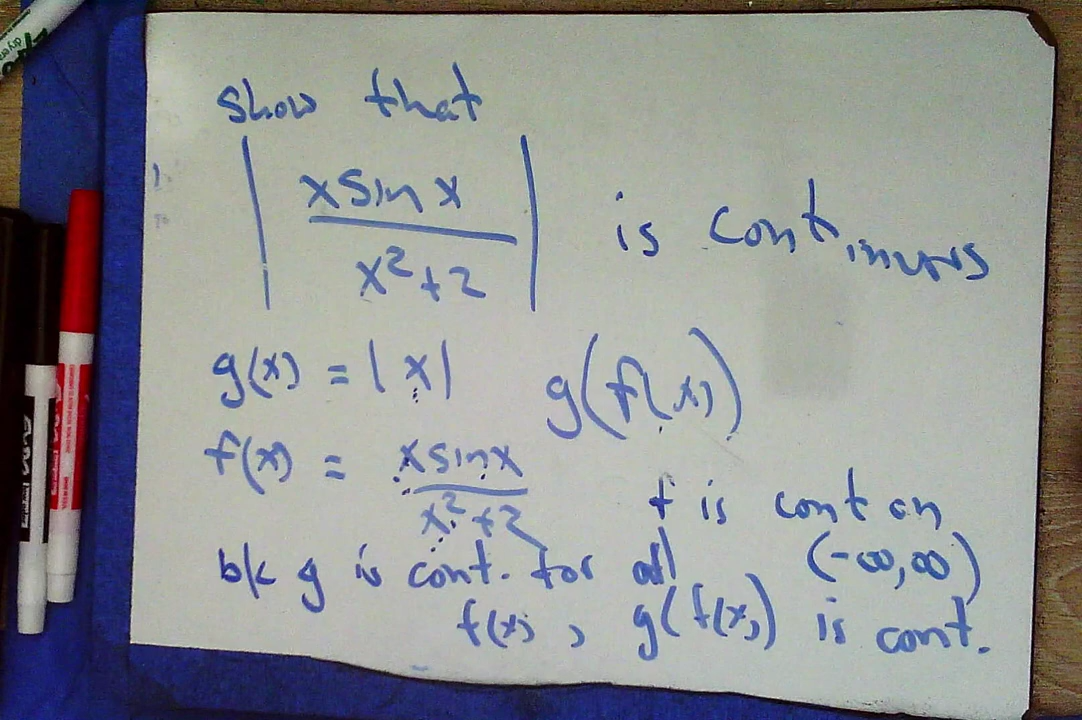 show that
| x sin x / x² + 2 | is continuous
g(x) = |x| g(f(x))
f(x) = x sin x / x² + 2
f is cont on
(-∞,∞)
b/c g is cont. for all
f(x), g(f(x)) is cont.
EXPO